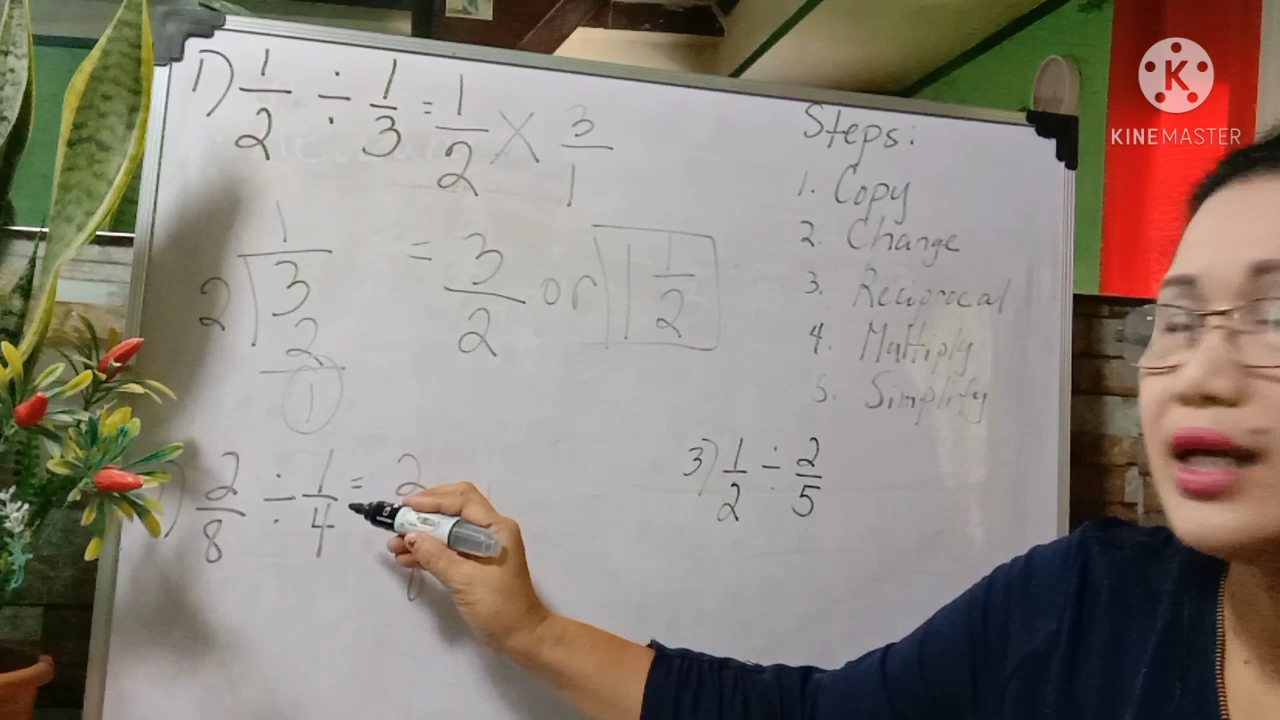 1) 1/2 ÷ 1/3 = 1/2 X 3/1
= 3/2 or 1 1/2
1
2 3
2
1
2/8 ÷ 1/4 = 2
3) 1/2 ÷ 2/5
Steps:
1. Copy
2. Change
3. Reciprocal
4. Multiply
5. Simplify
K
KINEMASTER